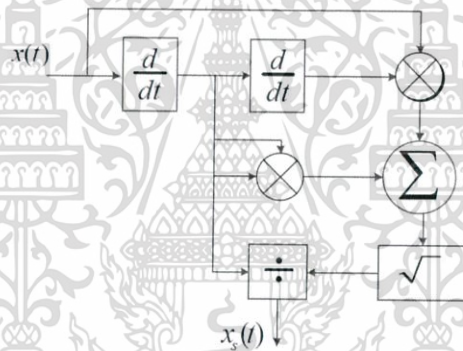 x(t)
d/dt
d/dt
Σ
÷
√
xₛ(t)